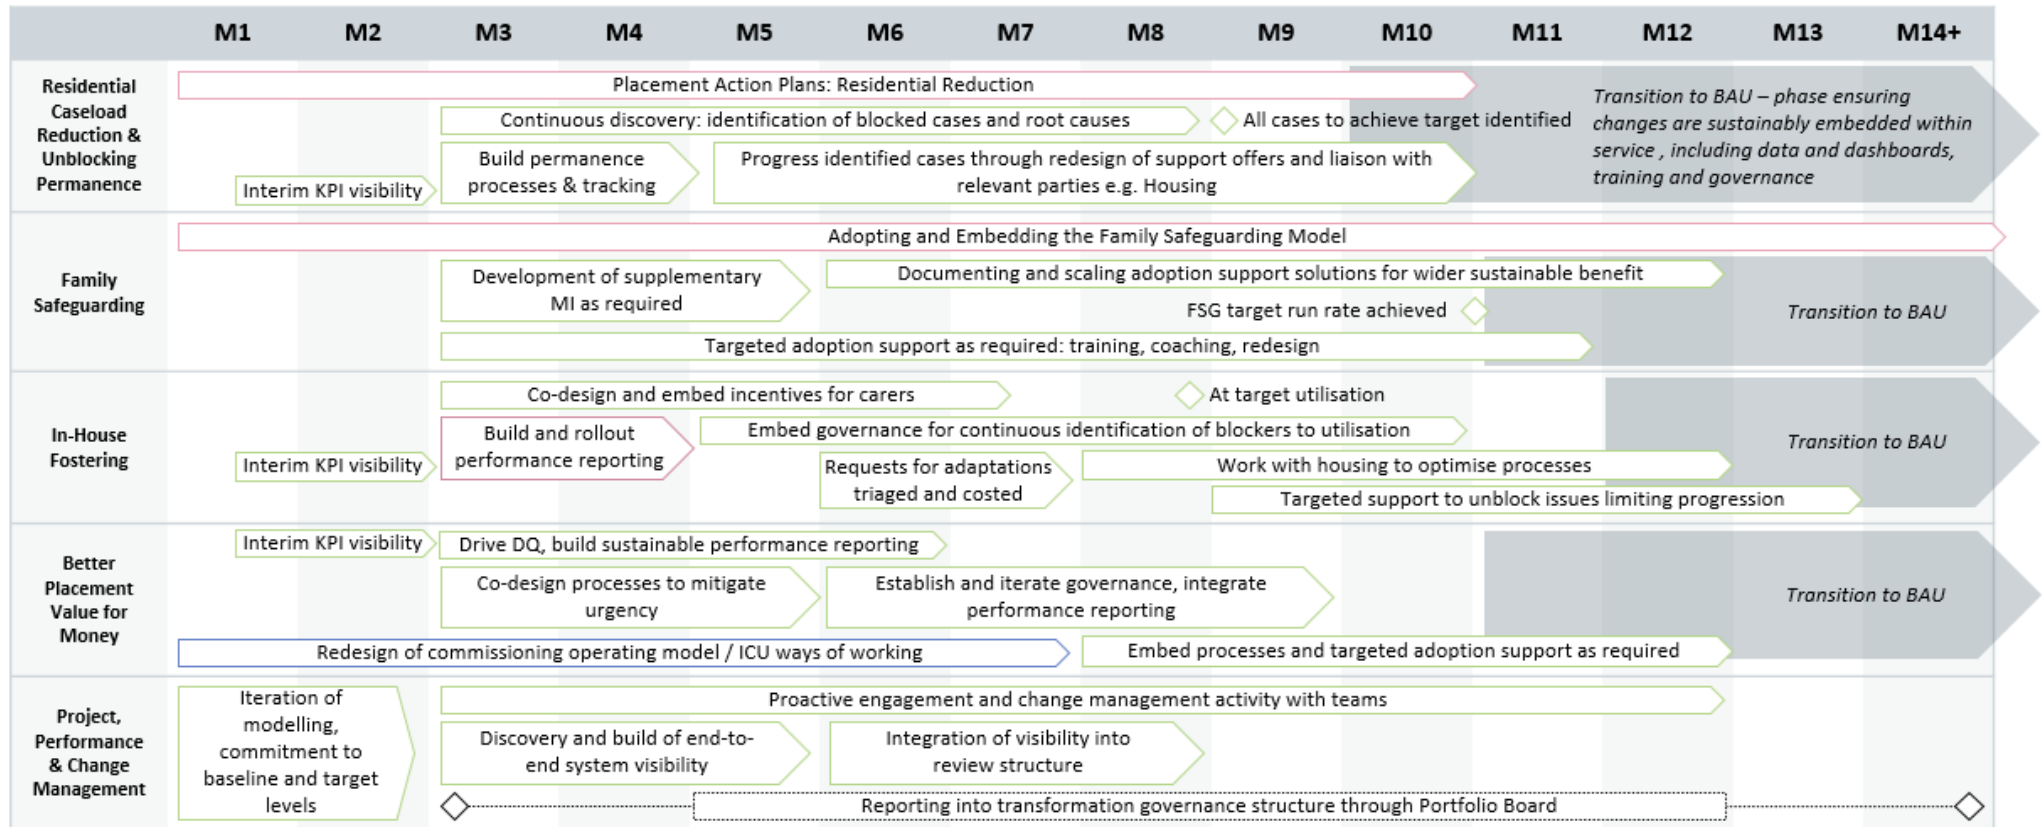 M1 M2 M3 M4 M5 M6 M7 M8 M9 M10 M11 M12 M13 M14+
Residential
Caseload
Reduction &
Unblocking
Permanence
Placement Action Plans: Residential Reduction
Continuous discovery: identification of blocked cases and root causes
All cases to achieve target identified
Interim KPI visibility
Build permanence
processes & tracking
Progress identified cases through redesign of support offers and liaison with
relevant parties e.g. Housing
Transition to BAU – phase ensuring
changes are sustainably embedded within
service , including data and dashboards,
training and governance
Family
Safeguarding
Adopting and Embedding the Family Safeguarding Model
Development of supplementary
MI as required
Documenting and scaling adoption support solutions for wider sustainable benefit
FSG target run rate achieved
Targeted adoption support as required: training, coaching, redesign
Transition to BAU
In-House
Fostering
Co-design and embed incentives for carers
At target utilisation
Interim KPI visibility
Build and rollout
performance reporting
Embed governance for continuous identification of blockers to utilisation
Requests for adaptations
triaged and costed
Work with housing to optimise processes
Targeted support to unblock issues limiting progression
Transition to BAU
Better
Placement
Value for
Money
Interim KPI visibility
Drive DQ, build sustainable performance reporting
Co-design processes to mitigate
urgency
Establish and iterate governance, integrate
performance reporting
Redesign of commissioning operating model / ICU ways of working
Embed processes and targeted adoption support as required
Transition to BAU
Project,
Performance
& Change
Management
Iteration of
modelling,
commitment to
baseline and target
levels
Proactive engagement and change management activity with teams
Discovery and build of end-to-
end system visibility
Integration of visibility into
review structure
Reporting into transformation governance structure through Portfolio Board